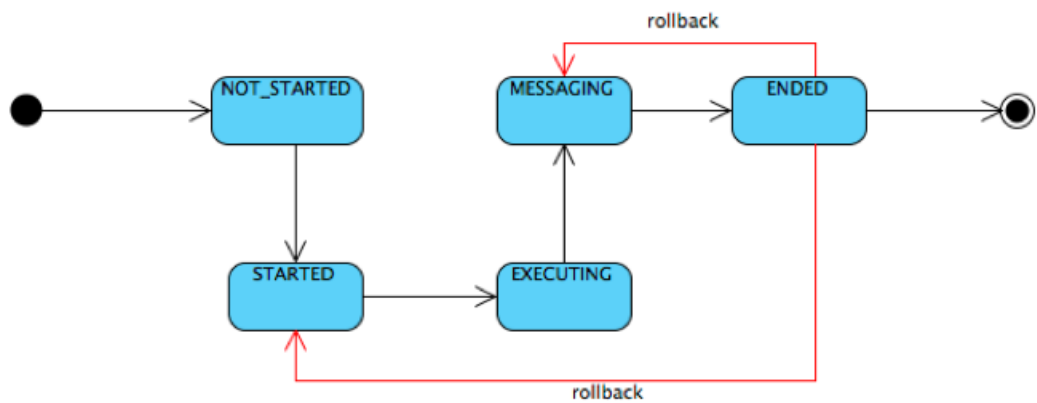 rollback
NOT_STARTED
MESSAGING
ENDED
STARTED
EXECUTING
rollback